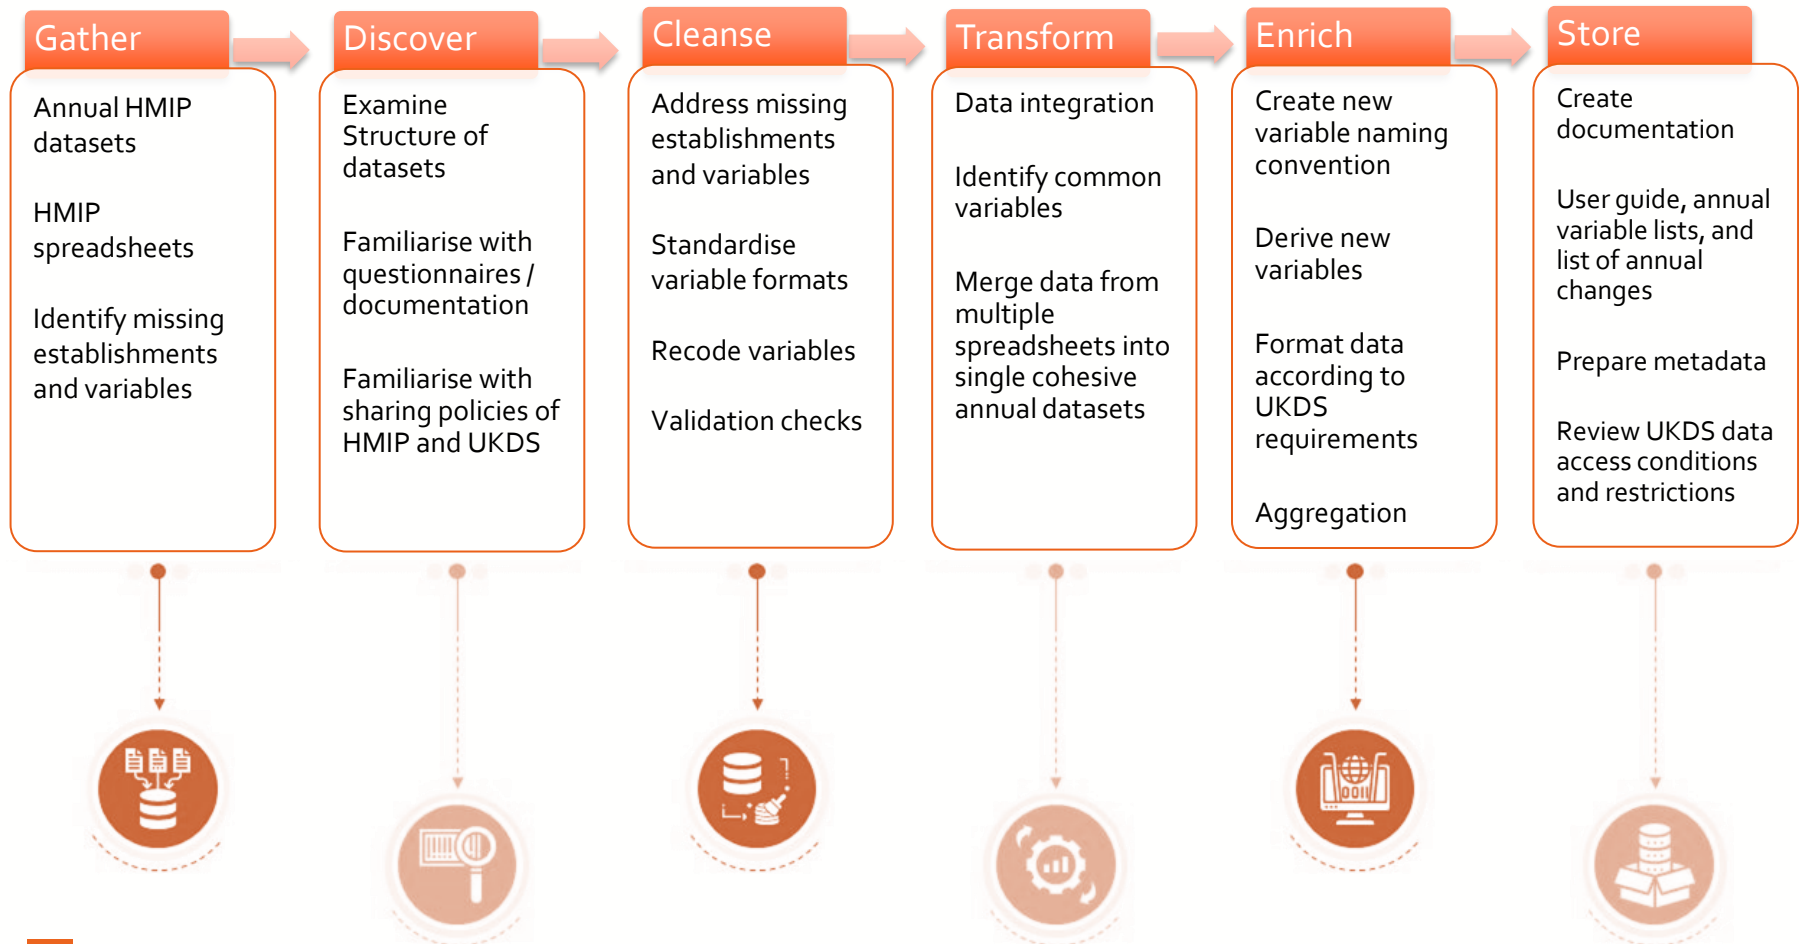 Gather
Annual HMIP
datasets
HMIP
spreadsheets
Identify missing
establishments
and variables
Discover
Examine
Structure of
datasets
Familiarise with
questionnaires /
documentation
Familiarise with
sharing policies of
HMIP and UKDS
Cleanse
Address missing
establishments
and variables
Standardise
variable formats
Recode variables
Validation checks
Transform
Data integration
Identify common
variables
Merge data from
multiple
spreadsheets into
single cohesive
annual datasets
Enrich
Create new
variable naming
convention
Derive new
variables
Format data
according to
UKDS
requirements
Aggregation
Store
Create
documentation
User guide, annual
variable lists, and
list of annual
changes
Prepare metadata
Review UKDS data
access conditions
and restrictions
0011